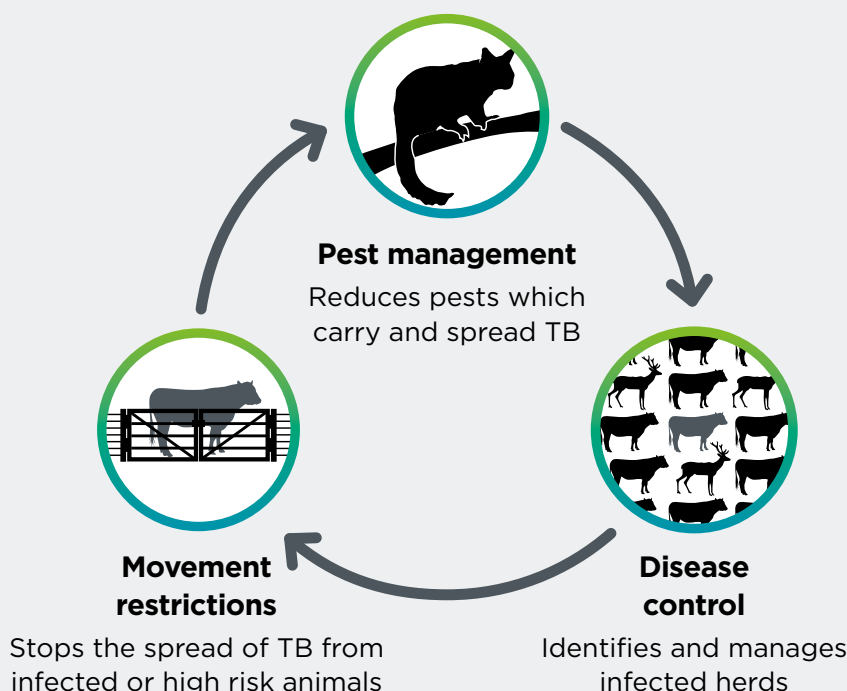 Pest management
Reduces pests which
carry and spread TB
Movement
restrictions
Stops the spread of TB from
infected or high risk animals
Disease
control
Identifies and manages
infected herds